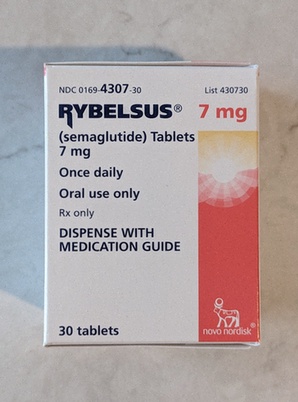 NDC 0169-4307-30 List 430730
RYBELSUS® 7 mg
(semaglutide) Tablets
7 mg
Once daily
Oral use only
Rx only
DISPENSE WITH
MEDICATION GUIDE
30 tablets
novo nordisk®